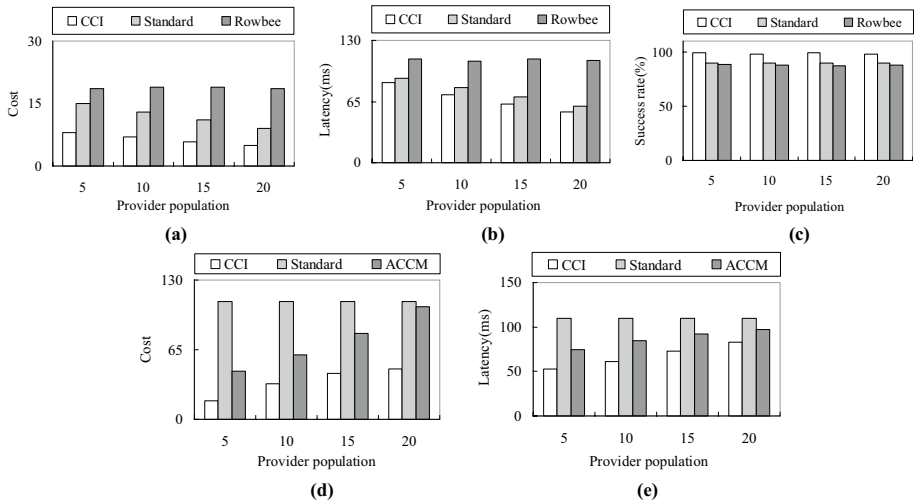 CCI Standard Rowbee
30
15
0
Cost
5 10 15 20
Provider population
(a)
CCI Standard Rowbee
130
65
0
Latency(ms)
5 10 15 20
Provider population
(b)
CCI Standard Rowbee
100
50
0
Success rate(%)
5 10 15 20
Provider population
(c)
CCI Standard ACCM
130
65
0
Cost
5 10 15 20
Provider population
(d)
CCI Standard ACCM
150
100
50
0
Latency(ms)
5 10 15 20
Provider population
(e)